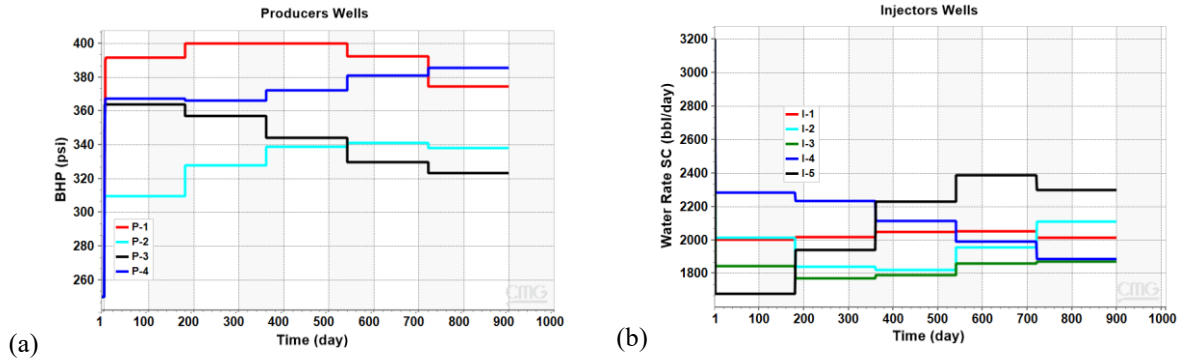 Producers Wells
BHP (psi)
400
380
360
340
320
300
280
260
P-1
P-2
P-3
P-4
CMG
1 100 200 300 400 500 600 700 800 900 1000
Time (day)
(a)
Injectors Wells
Water Rate SC (bbl/day)
3200
3000
2800
2600
2400
2200
2000
1800
I-1
I-2
I-3
I-4
I-5
CMG
1 100 200 300 400 500 600 700 800 900 1000
Time (day)
(b)